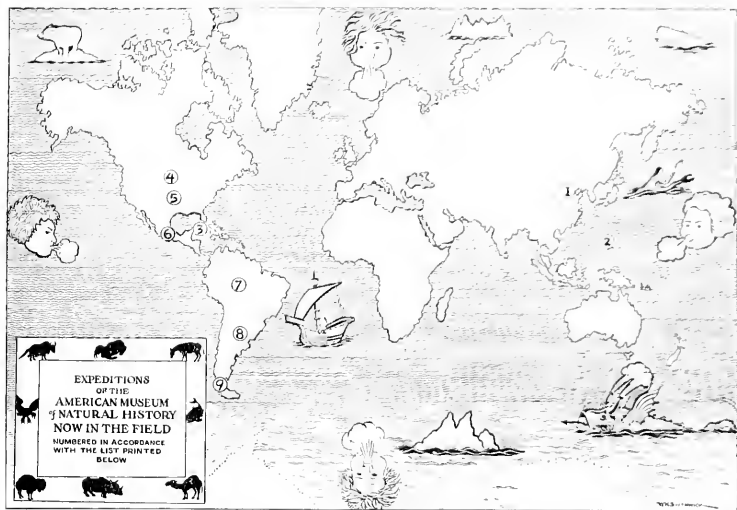 1
2
1A
4
5
3
6
7
8
9
EXPEDITIONS
OF THE
AMERICAN MUSEUM
of NATURAL HISTORY
NOW IN THE FIELD
NUMBERED IN ACCORDANCE
WITH THE LIST PRINTED
BELOW